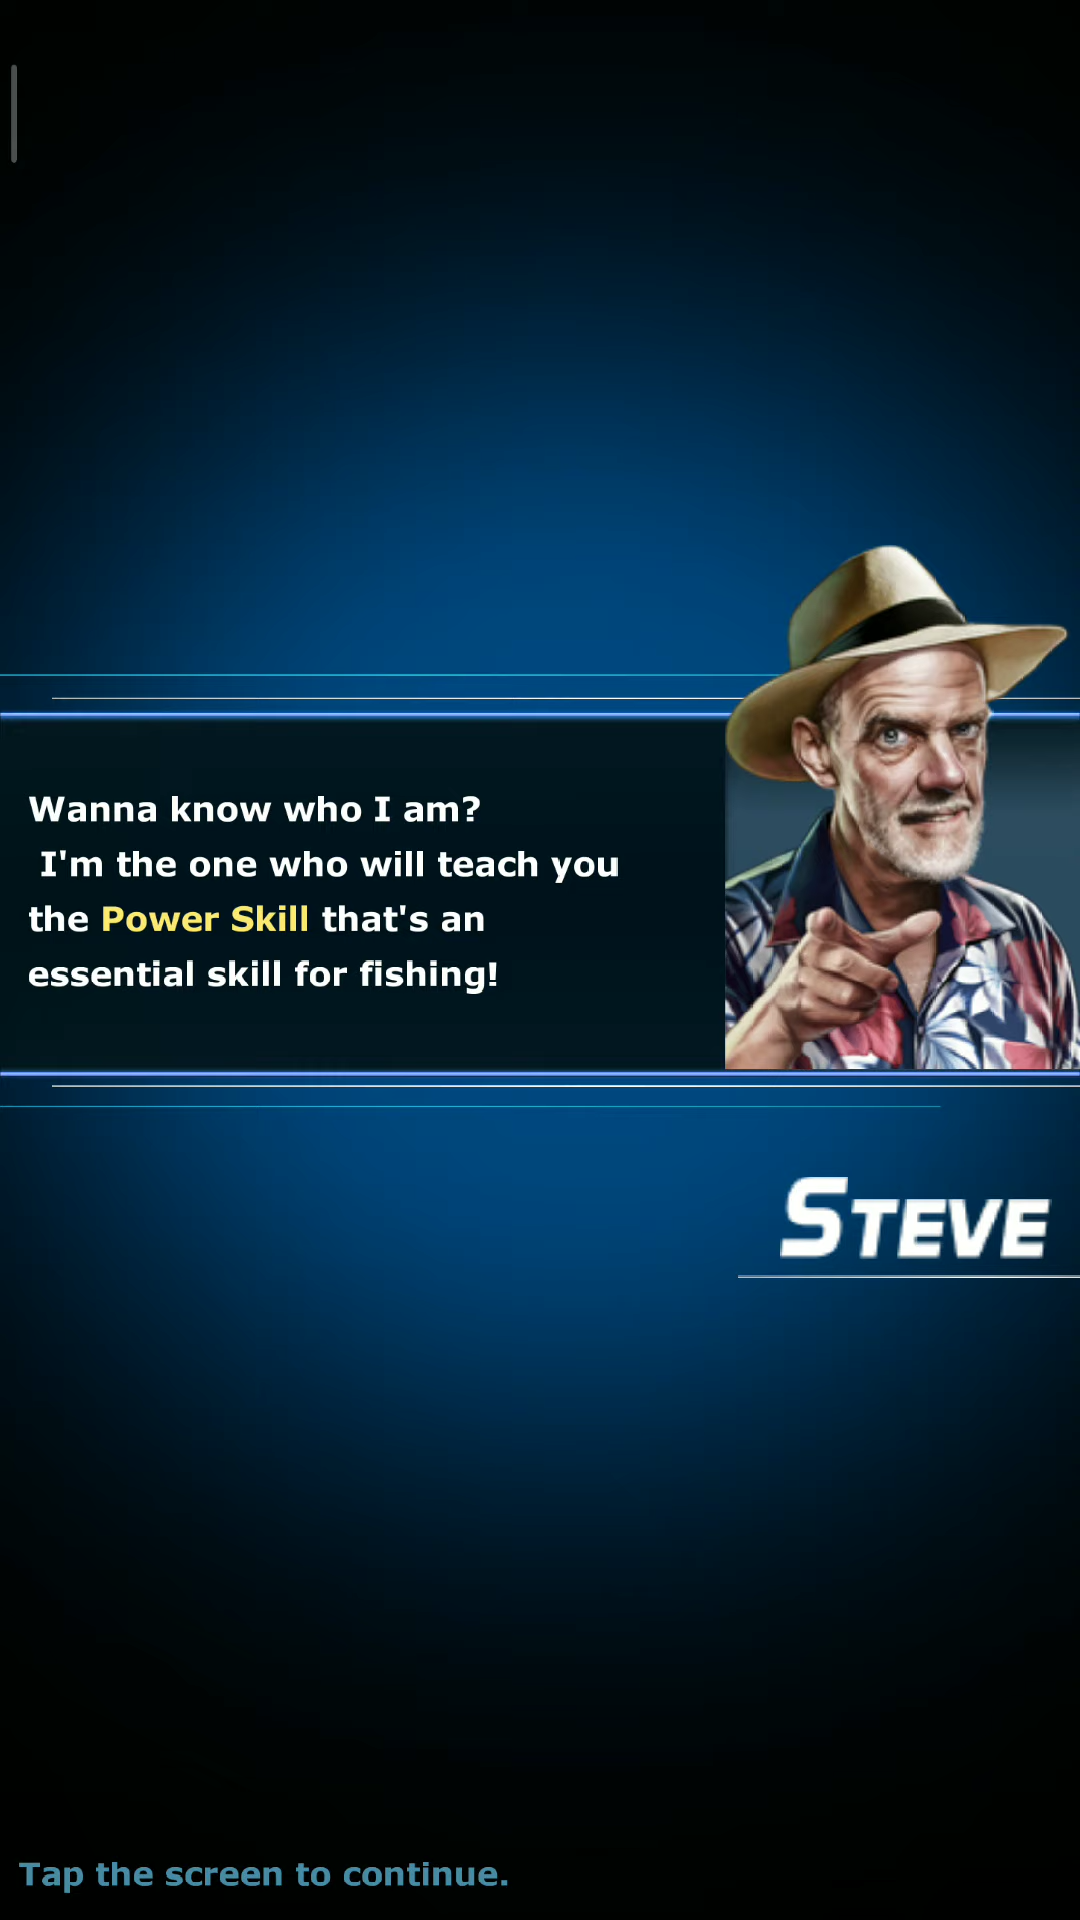 Wanna know who I am?
I'm the one who will teach you
the Power Skill that's an
essential skill for fishing!
STEVE
Tap the screen to continue.